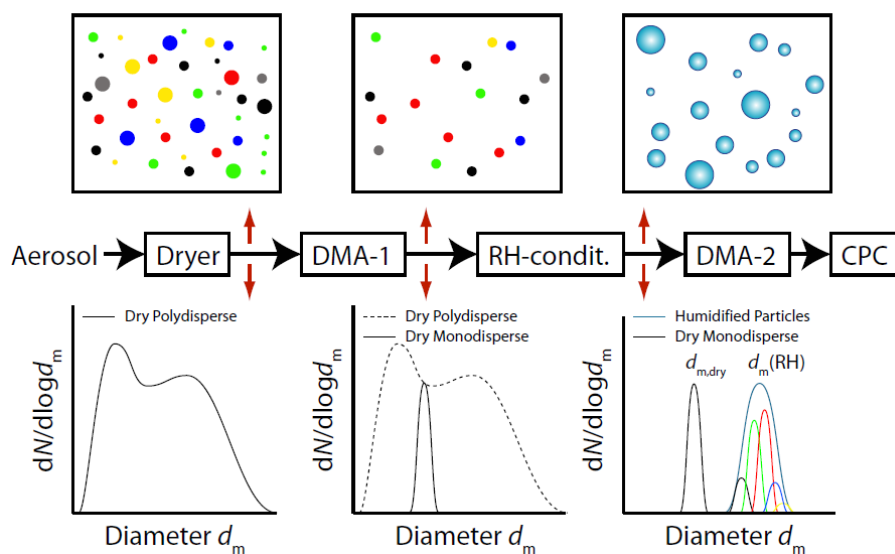 Aerosol
Dryer
DMA-1
RH-condit.
DMA-2
CPC
Dry Polydisperse
dN/dlogdm
Diameter dm
Dry Polydisperse
Dry Monodisperse
dN/dlogdm
Diameter dm
Humidified Particles
Dry Monodisperse
dm,dry
dm(RH)
dN/dlogdm
Diameter dm